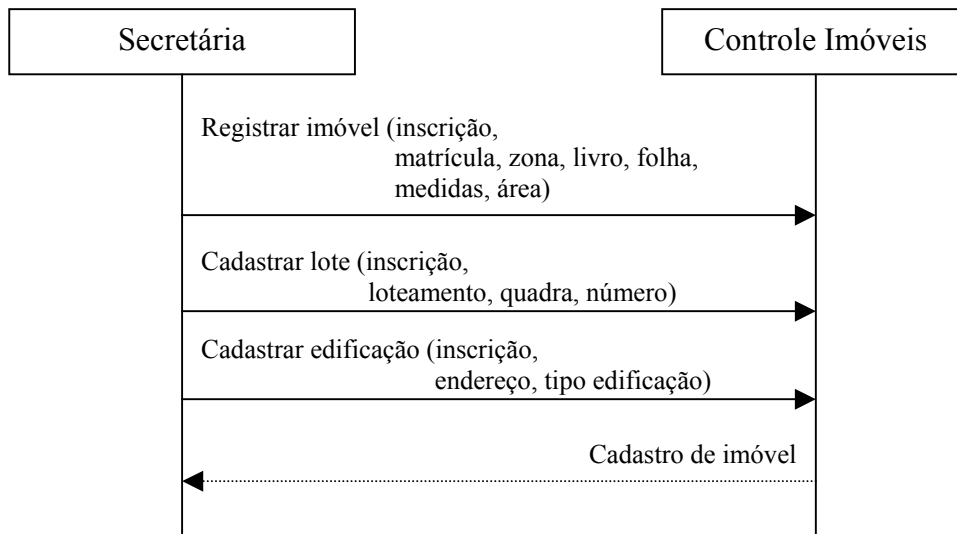 Secretária
Controle Imóveis
Registrar imóvel (inscrição,
matrícula, zona, livro, folha,
medidas, área)
Cadastrar lote (inscrição,
loteamento, quadra, número)
Cadastrar edificação (inscrição,
endereço, tipo edificação)
Cadastro de imóvel